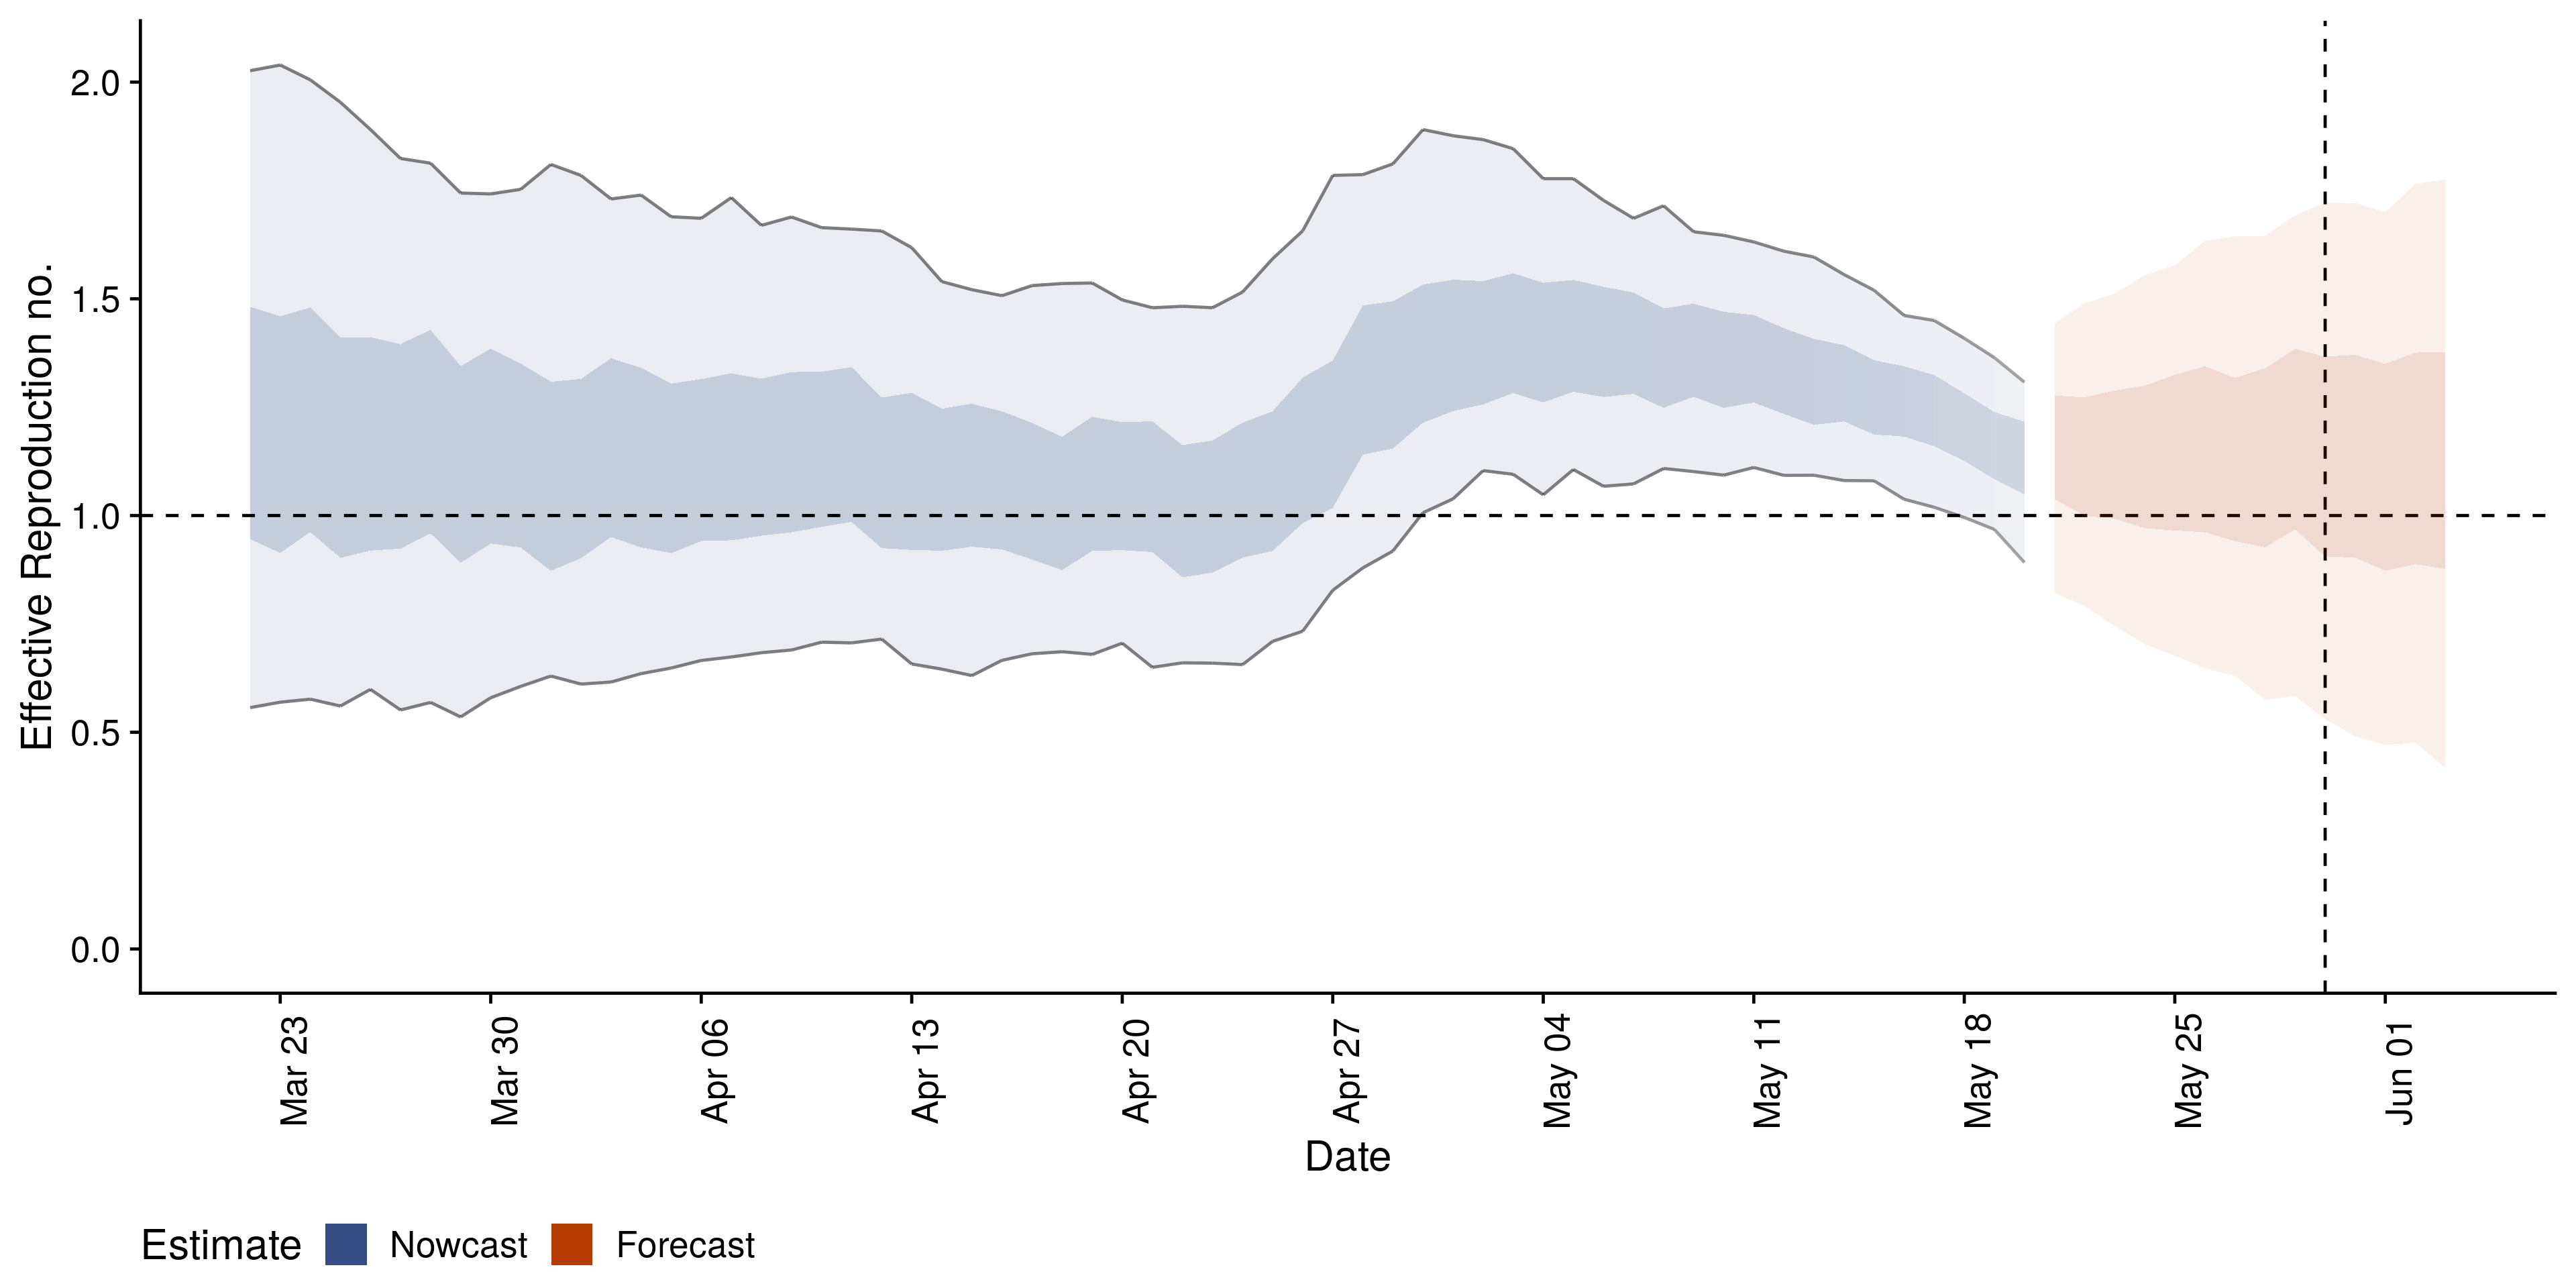 Effective Reproduction no.
2.0
1.5
1.0
0.5
0.0
Mar 23
Mar 30
Apr 06
Apr 13
Apr 20
Apr 27
May 04
May 11
May 18
May 25
Jun 01
Date
Estimate Nowcast Forecast